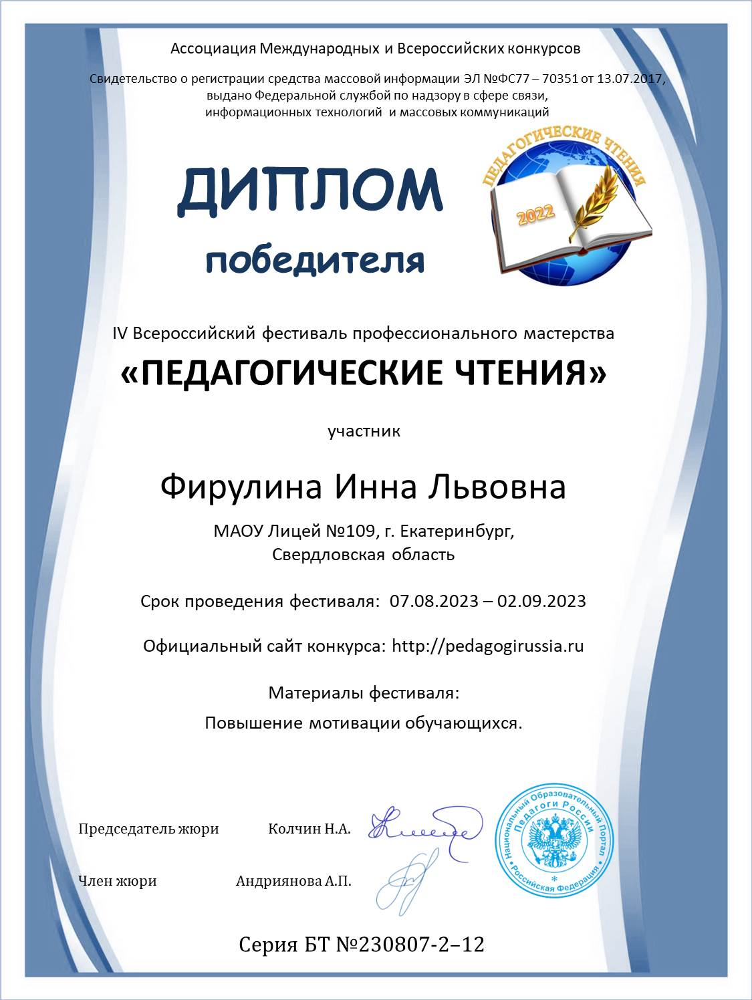 Ассоциация Международных и Всероссийских конкурсов
Свидетельство о регистрации средства массовой информации ЭЛ №ФС77 – 70351 от 13.07.2017,
выдано Федеральной службой по надзору в сфере связи,
информационных технологий и массовых коммуникаций
ПЕДАГОГИЧЕСКИЕ ЧТЕНИЯ
2022
ДИПЛОМ
победителя
IV Всероссийский фестиваль профессионального мастерства
«ПЕДАГОГИЧЕСКИЕ ЧТЕНИЯ»
участник
Фирулина Инна Львовна
МАОУ Лицей №109, г. Екатеринбург,
Свердловская область
Срок проведения фестиваля: 07.08.2023 – 02.09.2023
Официальный сайт конкурса: http://pedagogirussia.ru
Материалы фестиваля:
Повышение мотивации обучающихся.
Председатель жюри Колчин Н.А.
Член жюри Андриянова А.П.
Национальный Образовательный Портал
Педагоги России
Российская Федерация
Серия БТ №230807-2–12